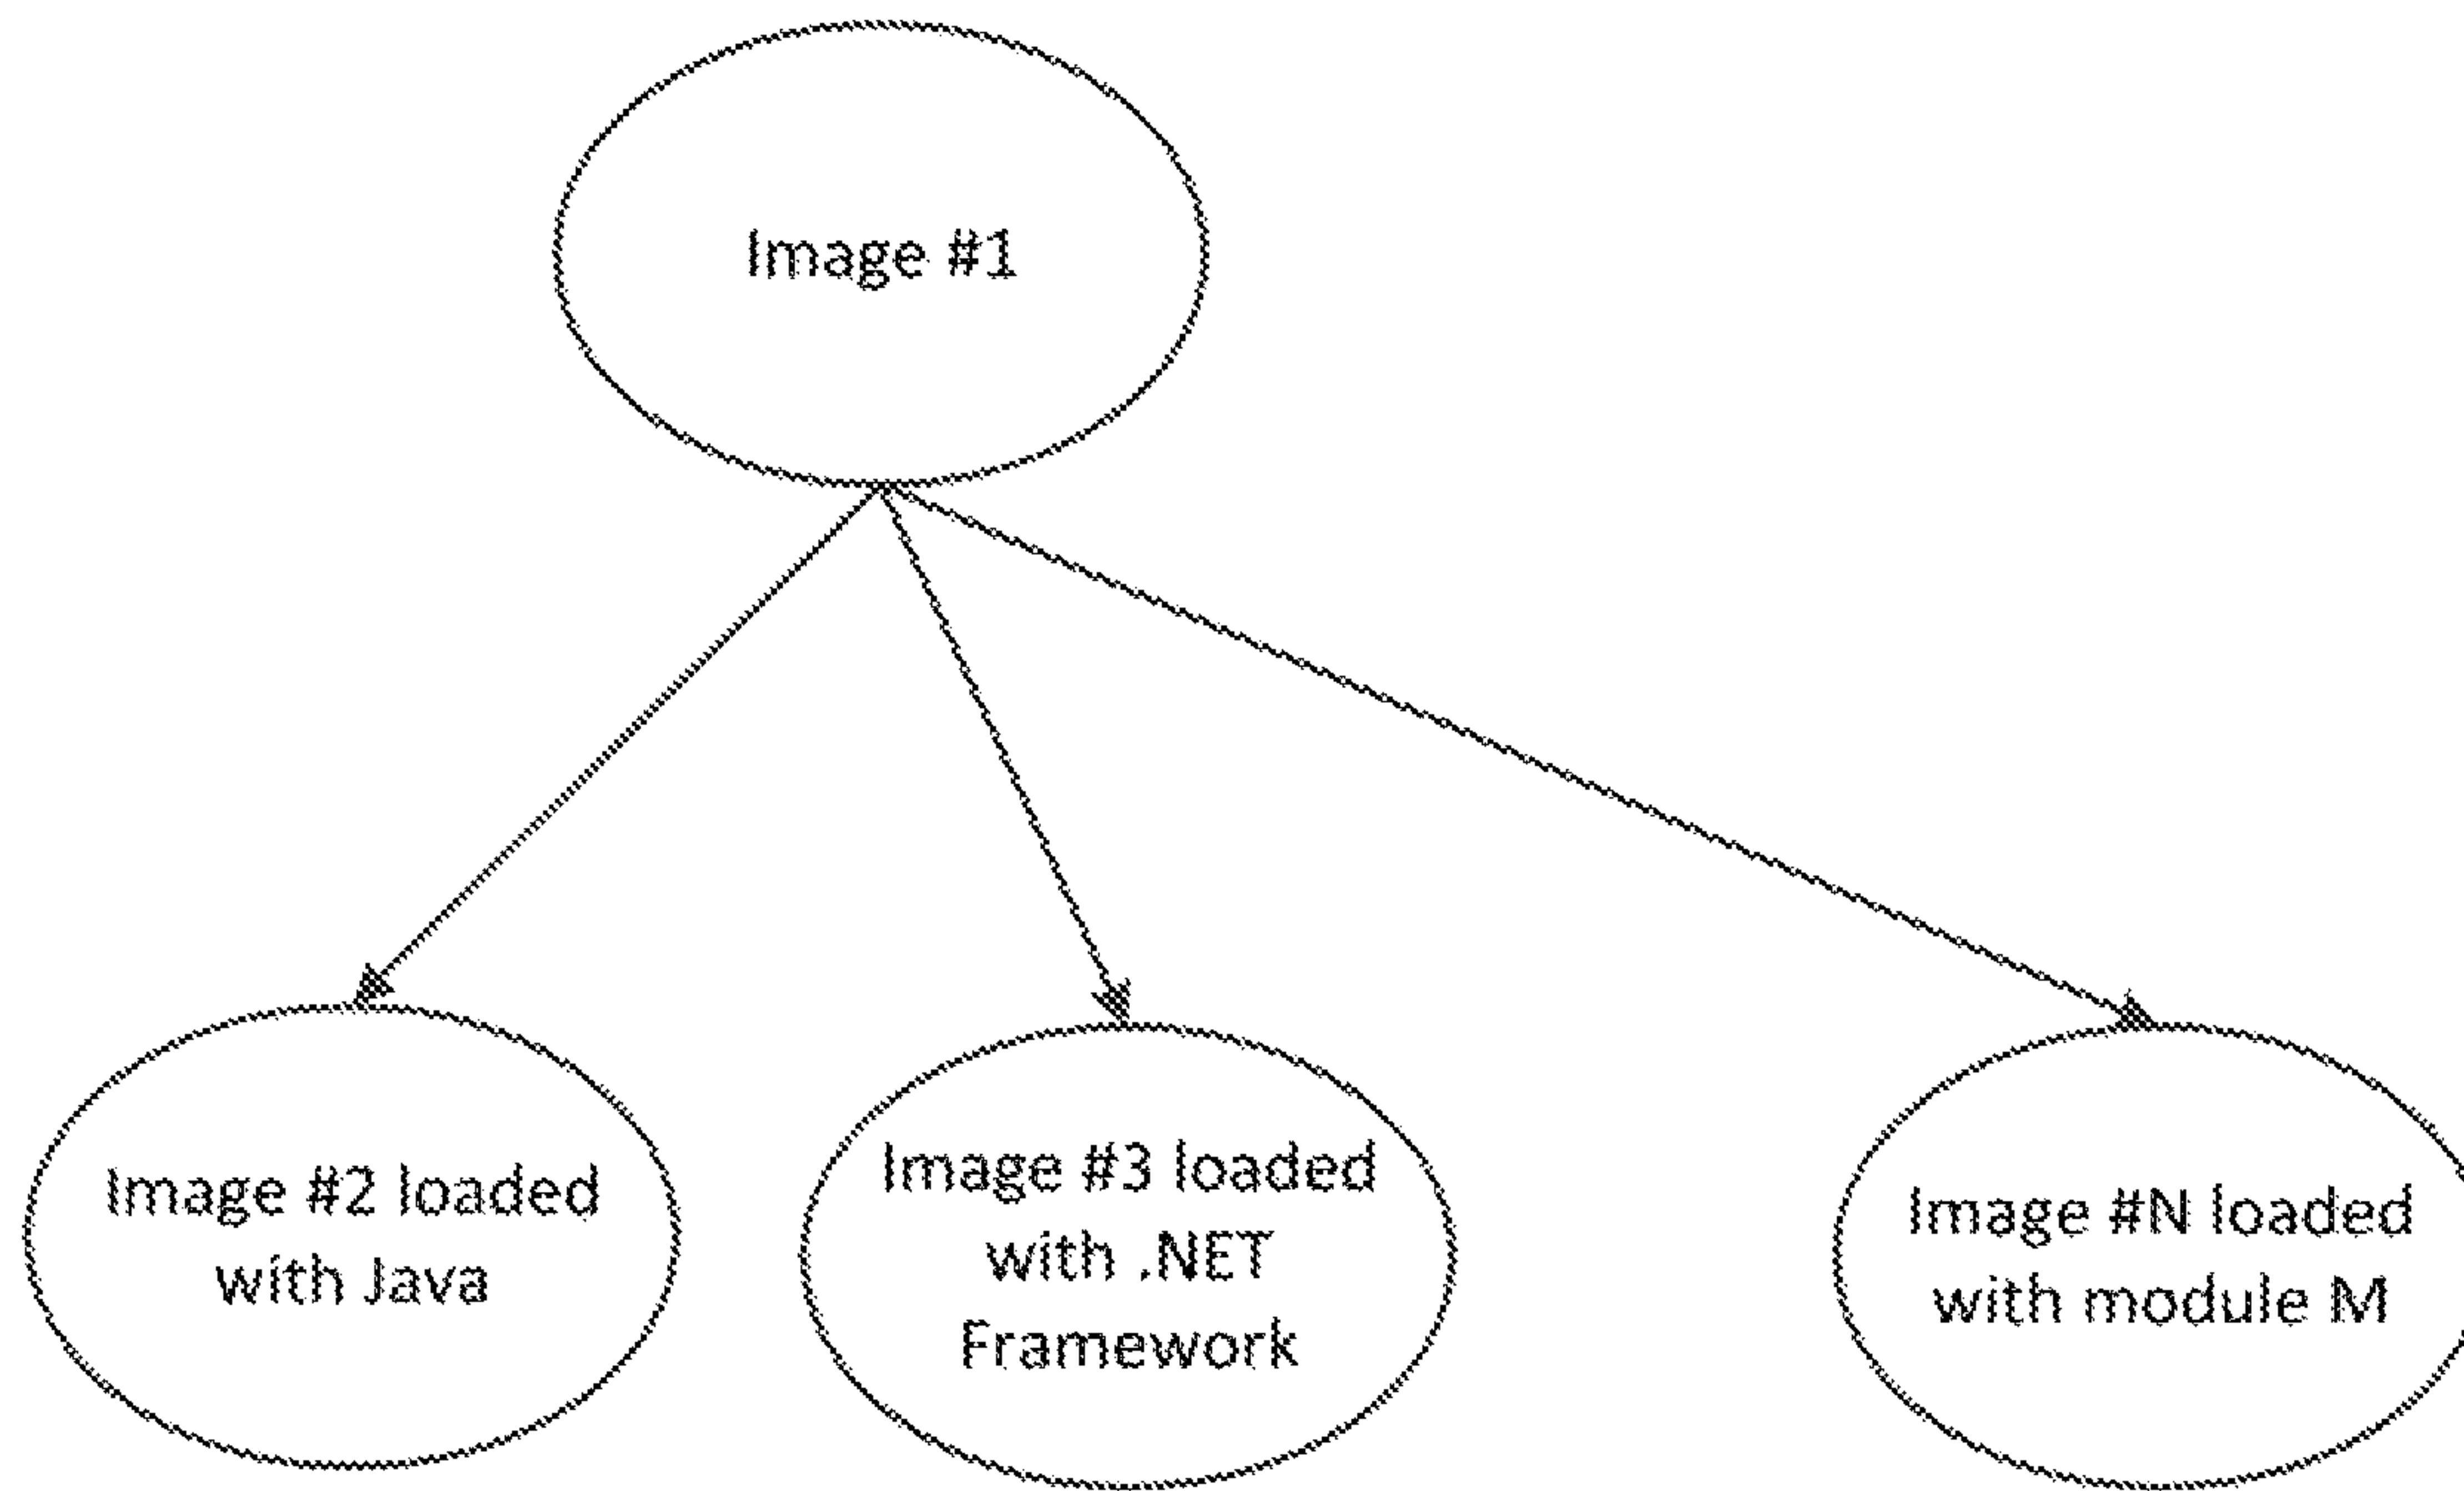 Image #1
Image #2 loaded
with Java
Image #3 loaded
with .NET
Framework
Image #N loaded
with module M